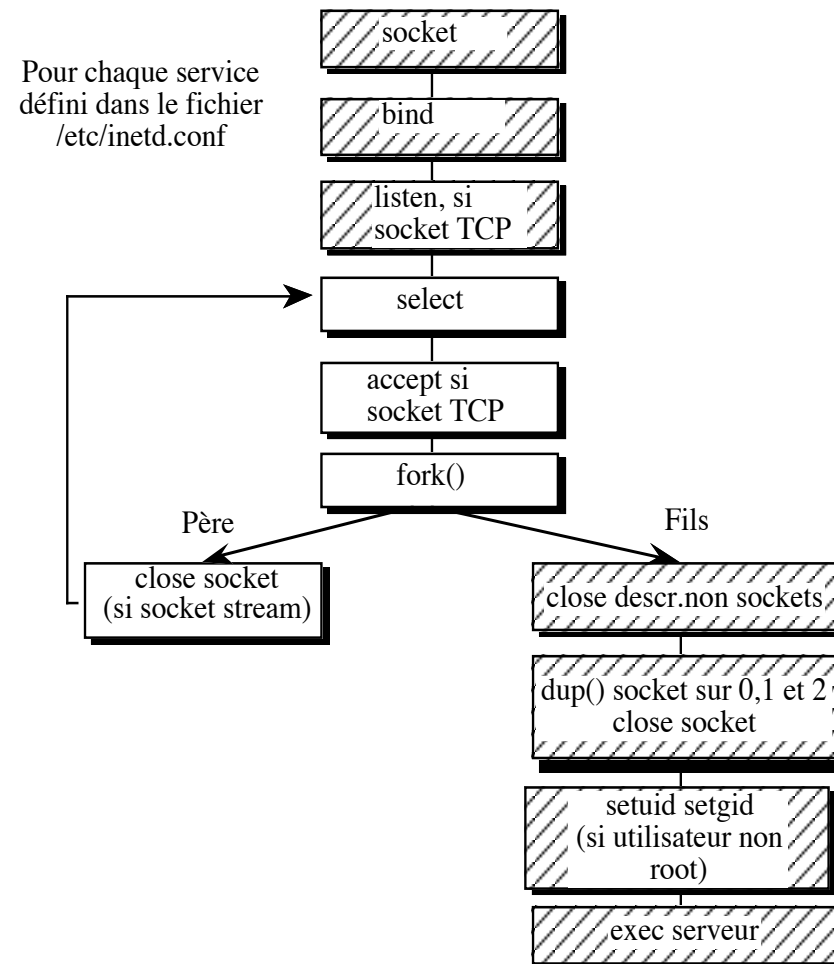 socket
Pour chaque service
défini dans le fichier
/etc/inetd.conf
bind
listen, si
socket TCP
select
accept si
socket TCP
fork()
Père
Fils
close socket
(si socket stream)
close descr.non sockets
dup() socket sur 0,1 et 2
close socket
setuid setgid
(si utilisateur non
root)
exec serveur